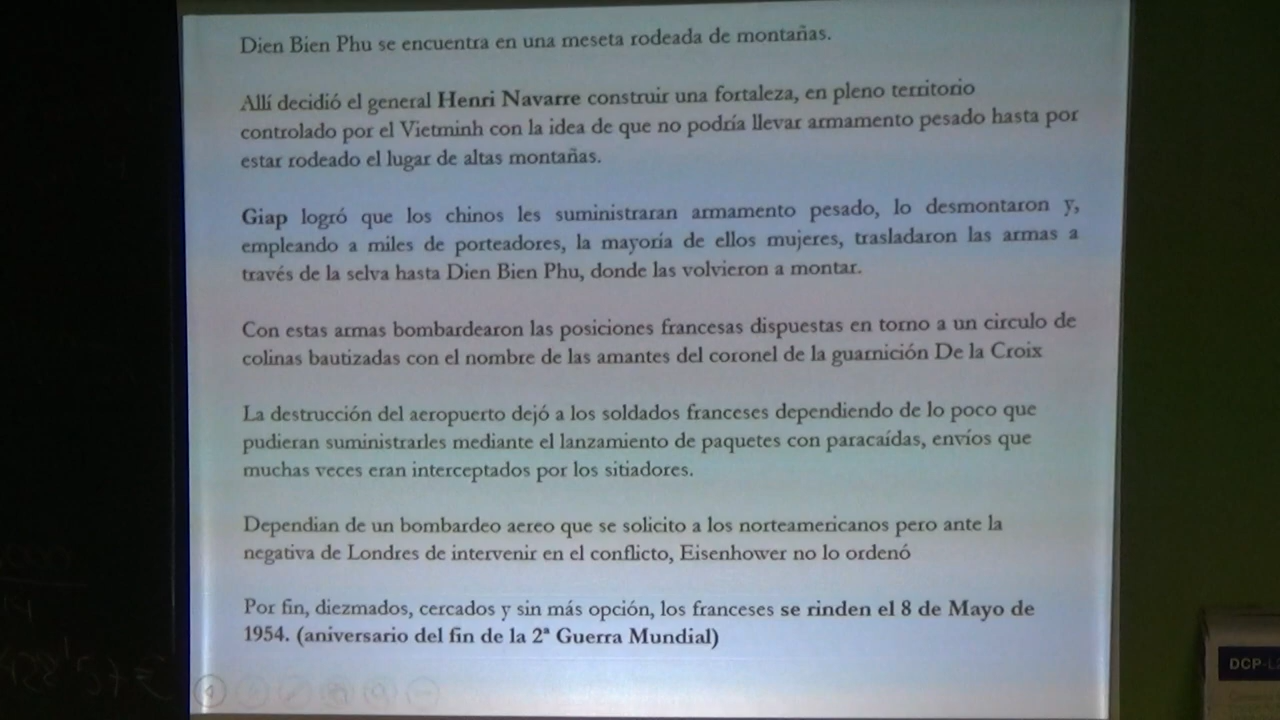 Dien Bien Phu se encuentra en una meseta rodeada de montañas.
Allí decidió el general Henri Navarre construir una fortaleza, en pleno territorio
controlado por el Vietminh con la idea de que no podría llevar armamento pesado hasta por
estar rodeado el lugar de altas montañas.
Giap logró que los chinos les suministraran armamento pesado, lo desmontaron y,
empleando a miles de porteadores, la mayoría de ellos mujeres, trasladaron las armas a
través de la selva hasta Dien Bien Phu, donde las volvieron a montar.
Con estas armas bombardearon las posiciones francesas dispuestas en torno a un circulo de
colinas bautizadas con el nombre de las amantes del coronel de la guarnición De la Croix
La destrucción del aeropuerto dejó a los soldados franceses dependiendo de lo poco que
pudieran suministrarles mediante el lanzamiento de paquetes con paracaídas, envíos que
muchas veces eran interceptados por los sitiadores.
Dependian de un bombardeo aereo que se solicito a los norteamericanos pero ante la
negativa de Londres de intervenir en el conflicto, Eisenhower no lo ordenó
Por fin, diezmados, cercados y sin más opción, los franceses se rinden el 8 de Mayo de
1954. (aniversario del fin de la 2ª Guerra Mundial)
DCP-